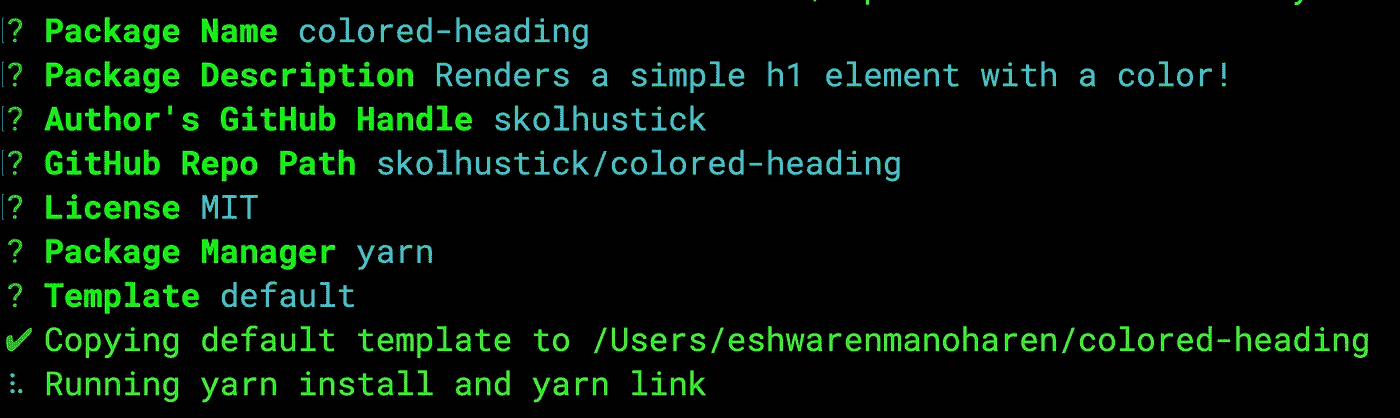 ? Package Name colored-heading
? Package Description Renders a simple h1 element with a color!
? Author's GitHub Handle skolhustick
? GitHub Repo Path skolhustick/colored-heading
? License MIT
? Package Manager yarn
? Template default
✔ Copying default template to /Users/eshwarenmanoharen/colored-heading
⠧ Running yarn install and yarn link